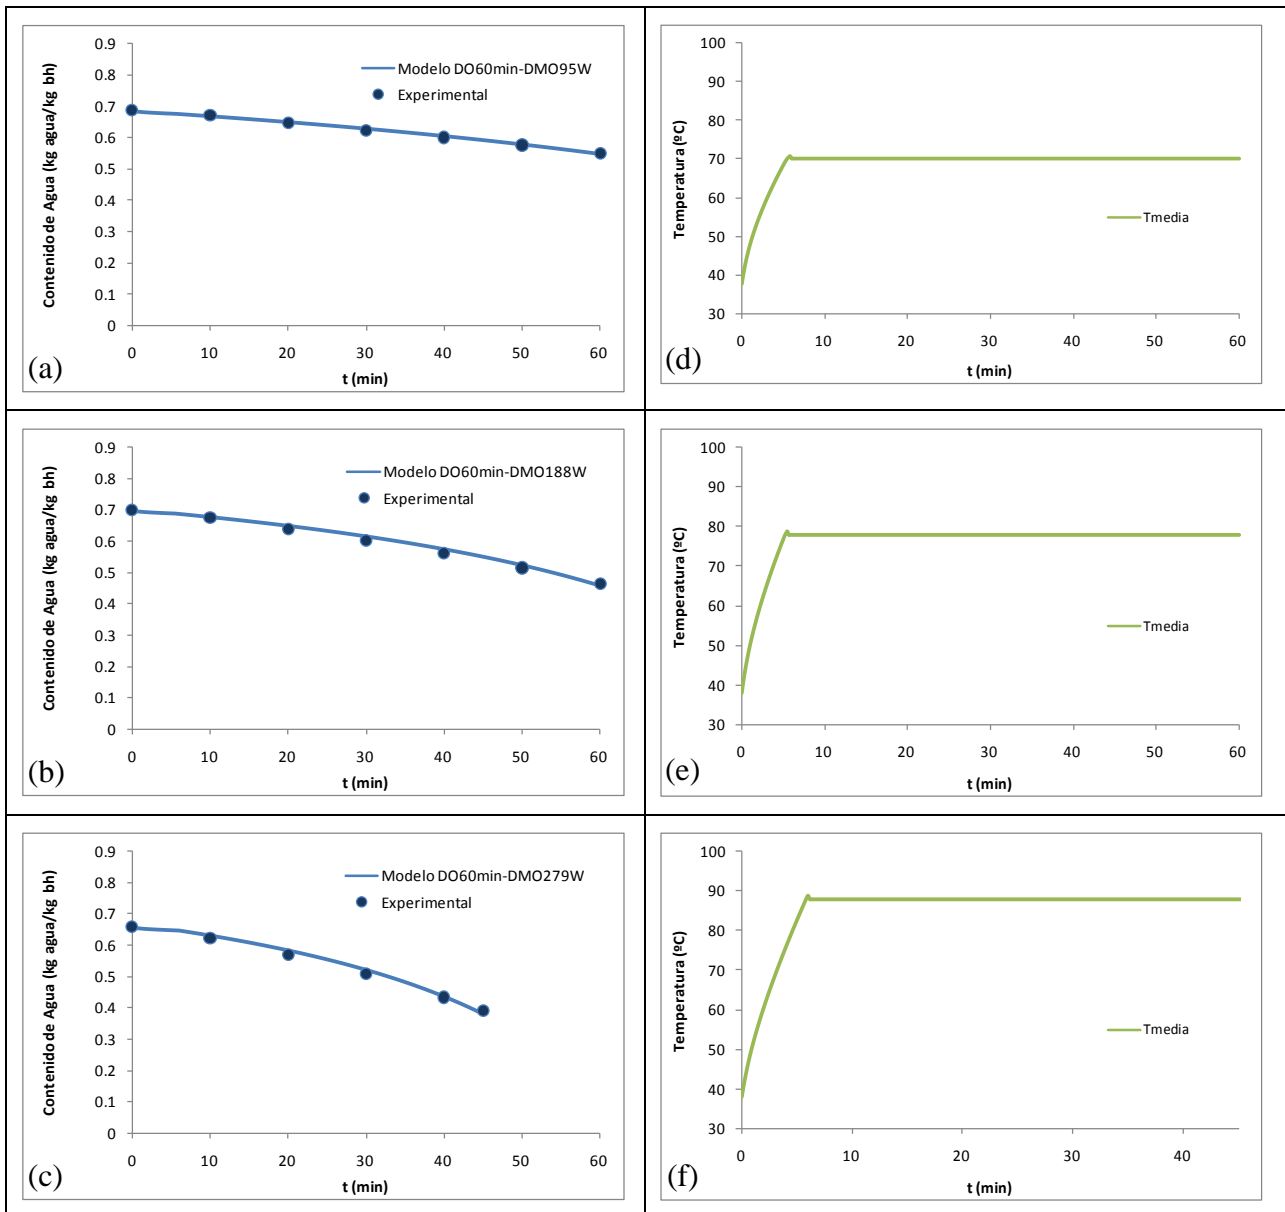 0.9
0.8
0.7
0.6
0.5
0.4
0.3
0.2
0.1
0
Contenido de Agua (kg agua/kg bh)
Modelo DO60min-DMO95W
Experimental
0 10 20 30 40 50 60
t (min)
(a)
100
90
80
70
60
50
40
30
Temperatura (ºC)
Tmedia
0 10 20 30 40 50 60
t (min)
(d)
0.9
0.8
0.7
0.6
0.5
0.4
0.3
0.2
0.1
0
Contenido de Agua (kg agua/kg bh)
Modelo DO60min-DMO188W
Experimental
0 10 20 30 40 50 60
t (min)
(b)
100
90
80
70
60
50
40
30
Temperatura (ºC)
Tmedia
0 10 20 30 40 50 60
t (min)
(e)
0.9
0.8
0.7
0.6
0.5
0.4
0.3
0.2
0.1
0
Contenido de Agua (kg agua/kg bh)
Modelo DO60min-DMO279W
Experimental
0 10 20 30 40 50 60
t (min)
(c)
100
90
80
70
60
50
40
30
Temperatura (ºC)
Tmedia
0 10 20 30 40
t (min)
(f)